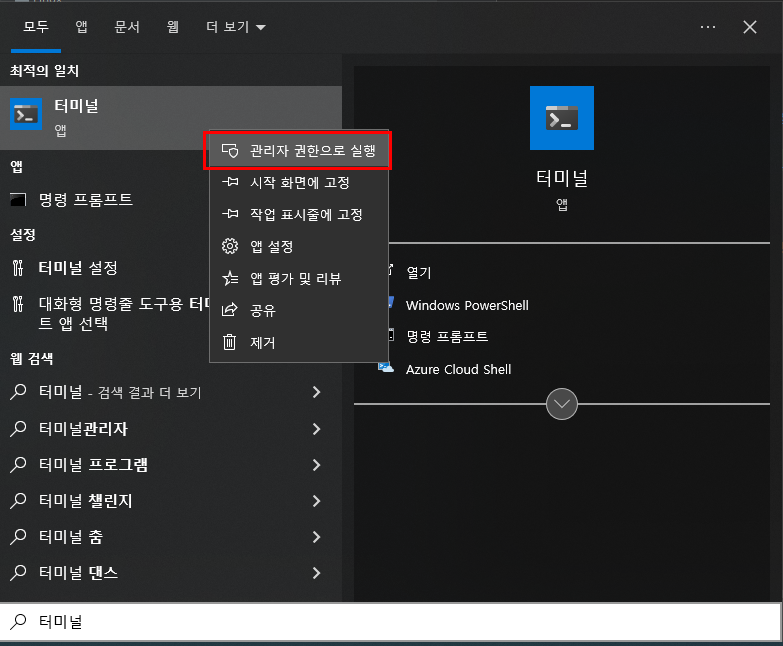 모두
앱
문서
웹
더 보기
최적의 일치
터미널
앱
앱
명령 프롬프트
설정
터미널 설정
대화형 명령줄 도구용
트 앱 선택
웹 검색
터미널 - 검색 결과 더 보기
터미널관리자
터미널 프로그램
터미널 챌린지
터미널 춤
터미널 댄스
관리자 권한으로 실행
시작 화면에 고정
작업 표시줄에 고정
앱 설정
앱 평가 및 리뷰
공유
제거
터미널
앱
열기
Windows PowerShell
명령 프롬프트
Azure Cloud Shell
터미널